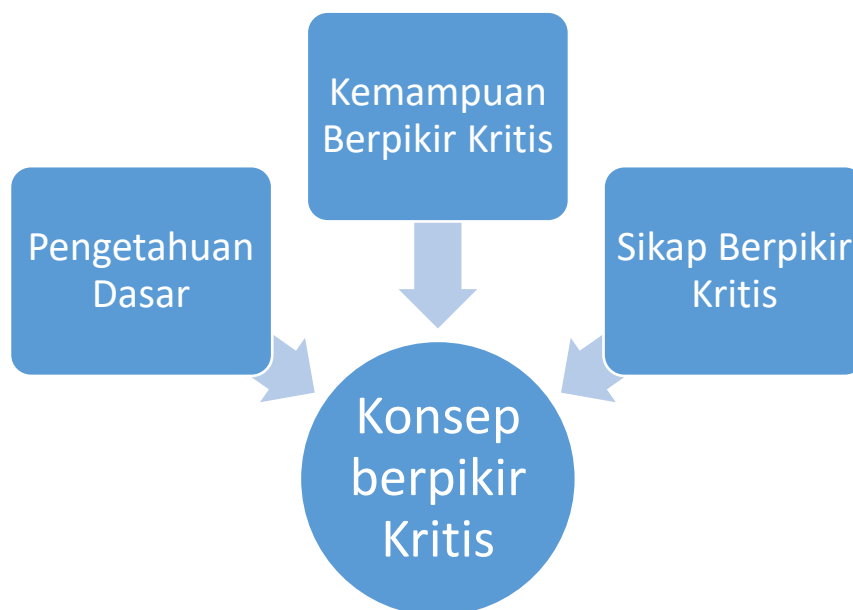 Kemampuan
Berpikir Kritis
Pengetahuan
Dasar
Sikap Berpikir
Kritis
Konsep
berpikir
Kritis